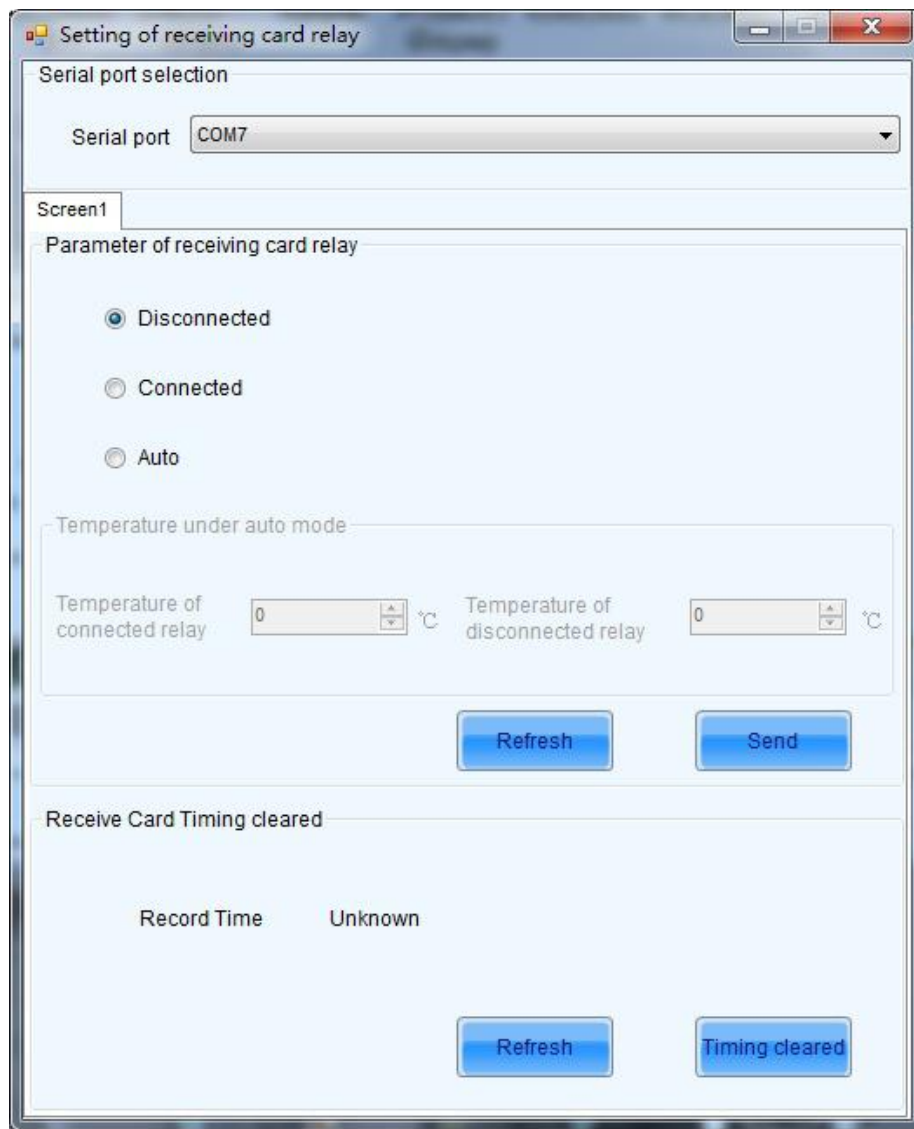 Setting of receiving card relay
Serial port selection
Serial port COM7
Screen1
Parameter of receiving card relay
Disconnected
Connected
Auto
Temperature under auto mode
Temperature of
connected relay
0
°C
Temperature of
disconnected relay
0
°C
Refresh
Send
Receive Card Timing cleared
Record Time Unknown
Refresh
Timing cleared